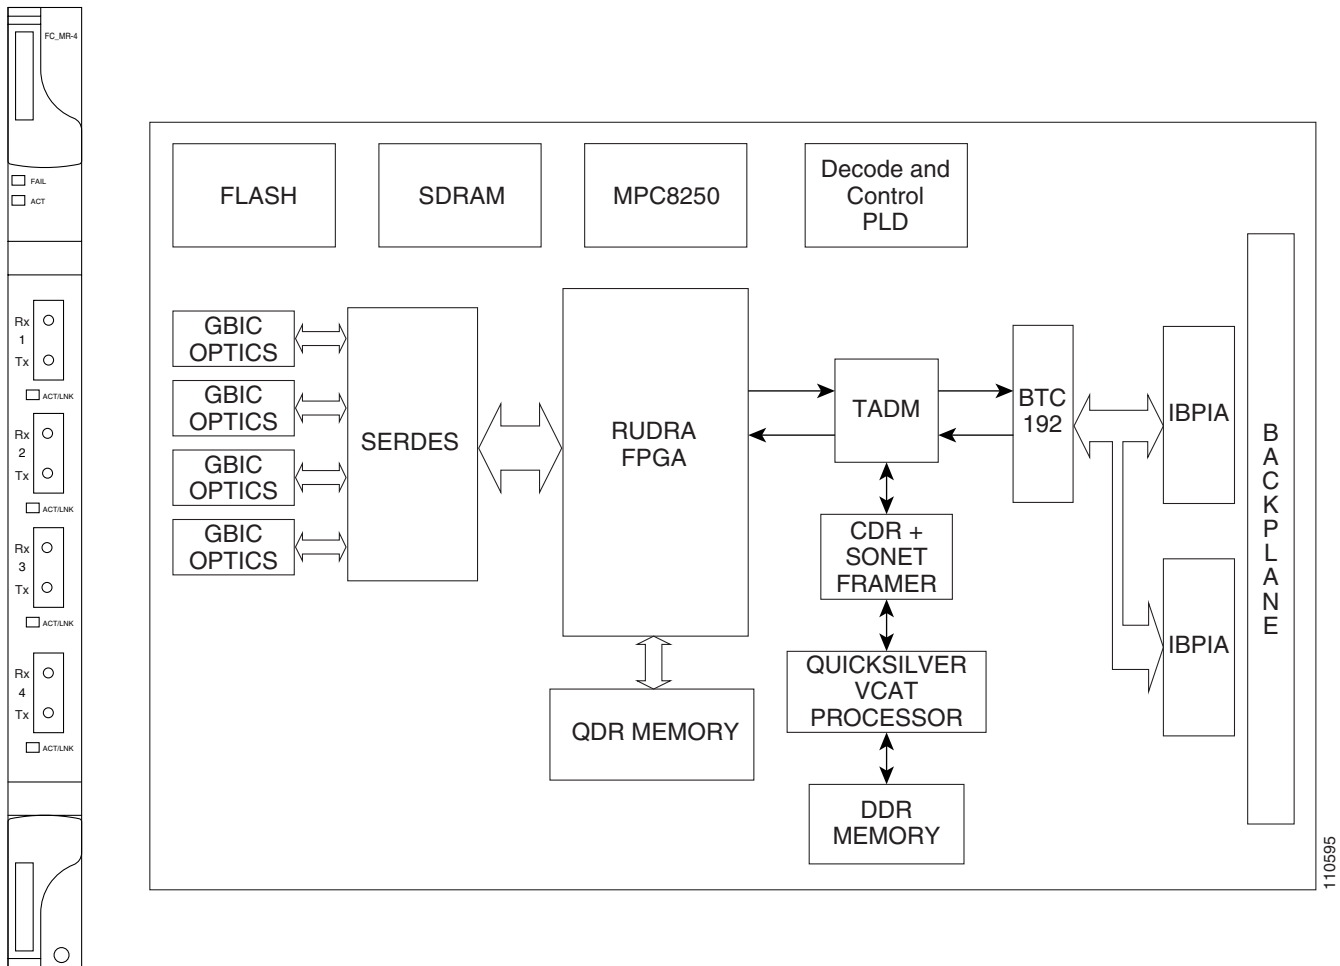 FC_MR-4
FAIL
ACT
Rx
1
Tx
ACT/LNK
Rx
2
Tx
ACT/LNK
Rx
3
Tx
ACT/LNK
Rx
4
Tx
ACT/LNK
FLASH
SDRAM
MPC8250
Decode and
Control
PLD
GBIC
OPTICS
GBIC
OPTICS
GBIC
OPTICS
GBIC
OPTICS
SERDES
RUDRA
FPGA
QDR MEMORY
TADM
CDR +
SONET
FRAMER
QUICKSILVER
VCAT
PROCESSOR
DDR
MEMORY
BTC
192
IBPIA
IBPIA
BACKPLANE
110595